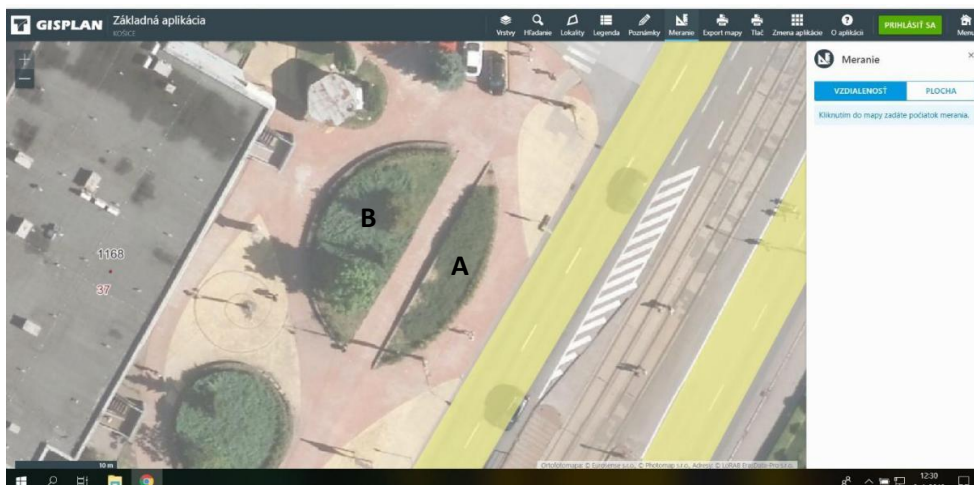 GISPLAN Základná aplikácia
KOŠICE
Vrstvy Hľadanie Lokality Legenda Poznámky Meranie Export mapy Tlač Zmena aplikácie O aplikácii PRIHLÁSIŤ SA Menu
Meranie ×
VZDIALENOSŤ PLOCHA
Kliknutím do mapy zadáte počiatok merania.
B
A
1168
37
10 m
12:30